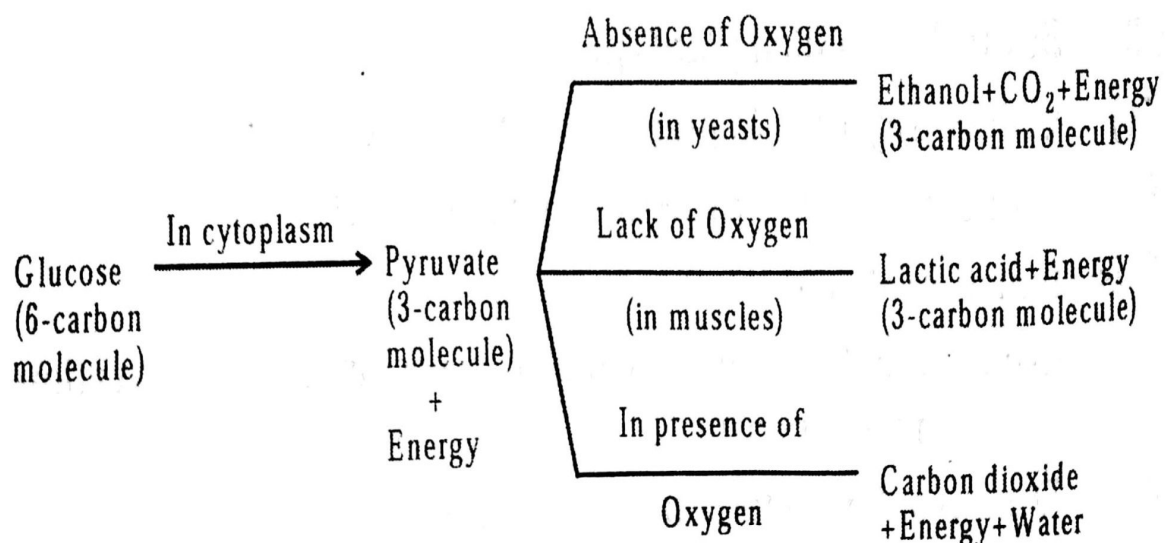 Absence of Oxygen
Ethanol+CO₂+Energy
(in yeasts)
(3-carbon molecule)
In cytoplasm
Lack of Oxygen
Glucose
(6-carbon
molecule)
Pyruvate
(3-carbon
molecule)
+
Energy
Lactic acid+Energy
(in muscles)
(3-carbon molecule)
In presence of
Oxygen
Carbon dioxide
+Energy+Water